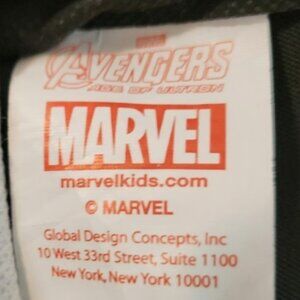 AVENGERS
AGE OF ULTRON
MARVEL
marvelkids.com
© MARVEL
Global Design Concepts, Inc
10 West 33rd Street, Suite 1100
New York, New York 10001